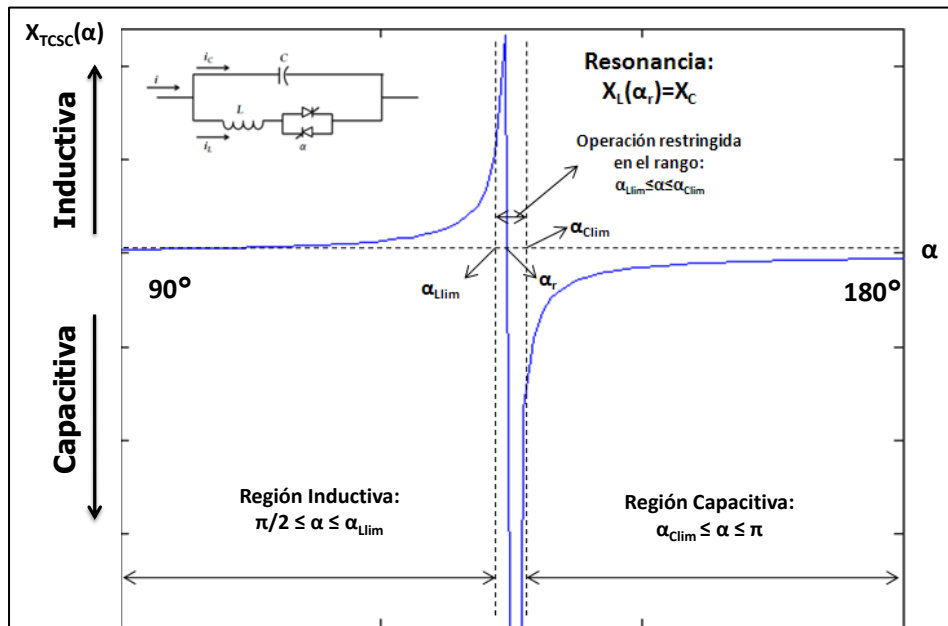 X_TCSC(α)
Inductiva
Capacitiva
i
i_C
C
L
i_L
α
Resonancia:
X_L(α_r)=X_C
Operación restringida
en el rango:
α_Llim≤α≤α_Clim
α_Clim
α
90°
α_Llim
α_r
180°
Región Inductiva:
π/2 ≤ α ≤ α_Llim
Región Capacitiva:
α_Clim ≤ α ≤ π